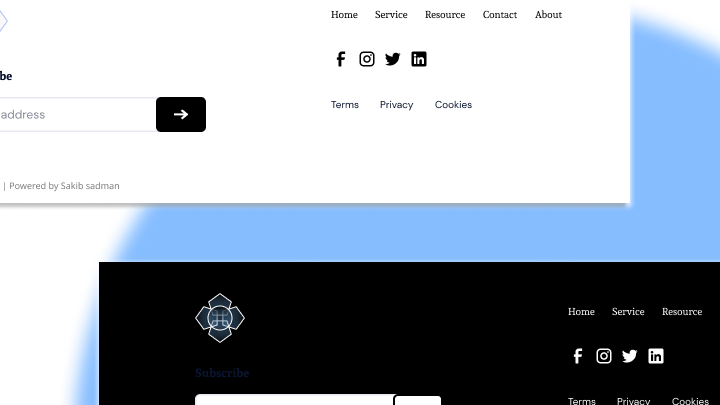 Home Service Resource Contact About
be
address
Terms Privacy Cookies
| Powered by Sakib sadman
Home Service Resource
Subscribe
Terms Privacy Cookies